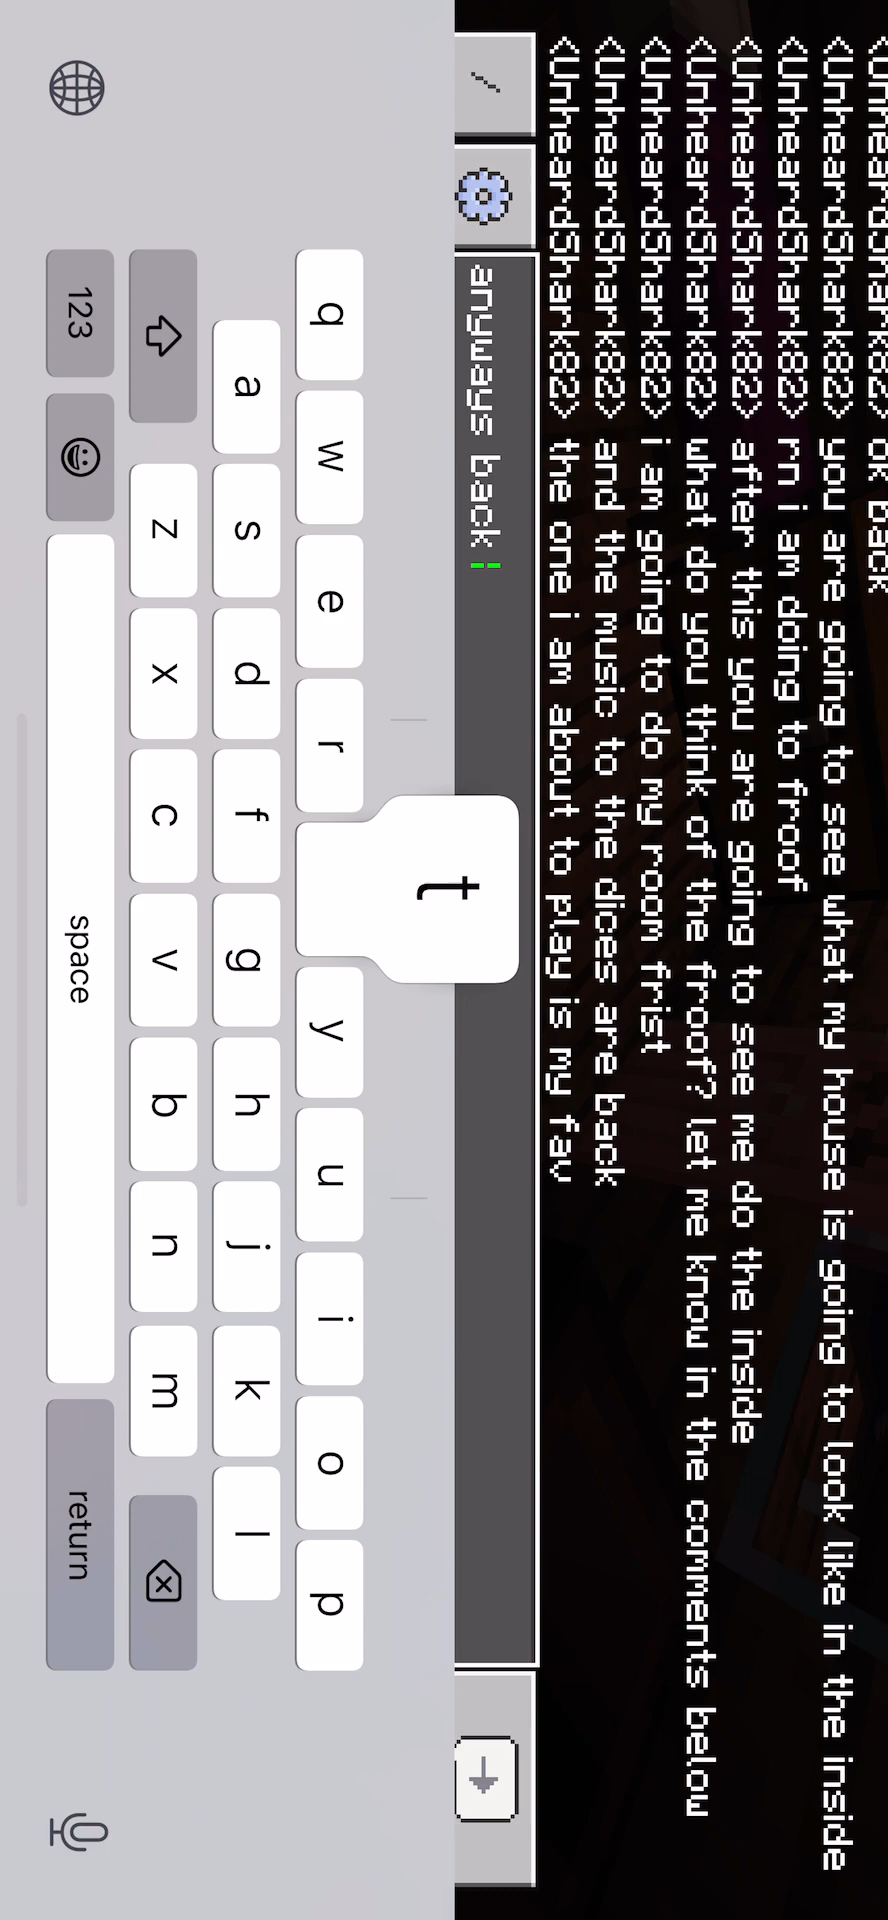 <UnheardShark82> ok back
<UnheardShark82> you are going to see what my house is going to look like in the inside
<UnheardShark82> rn i am doing to froof
<UnheardShark82> after this you are going to see me do the inside
<UnheardShark82> what do you think of the froof? let me know in the comments below
<UnheardShark82> i am going to do my room frist
<UnheardShark82> and the music to the dices are back
<UnheardShark82> the one i am about to play is my fav
/ anyways back
q w e r t y u i o p
a s d f g h j k l
z x c v b n m
123 space return